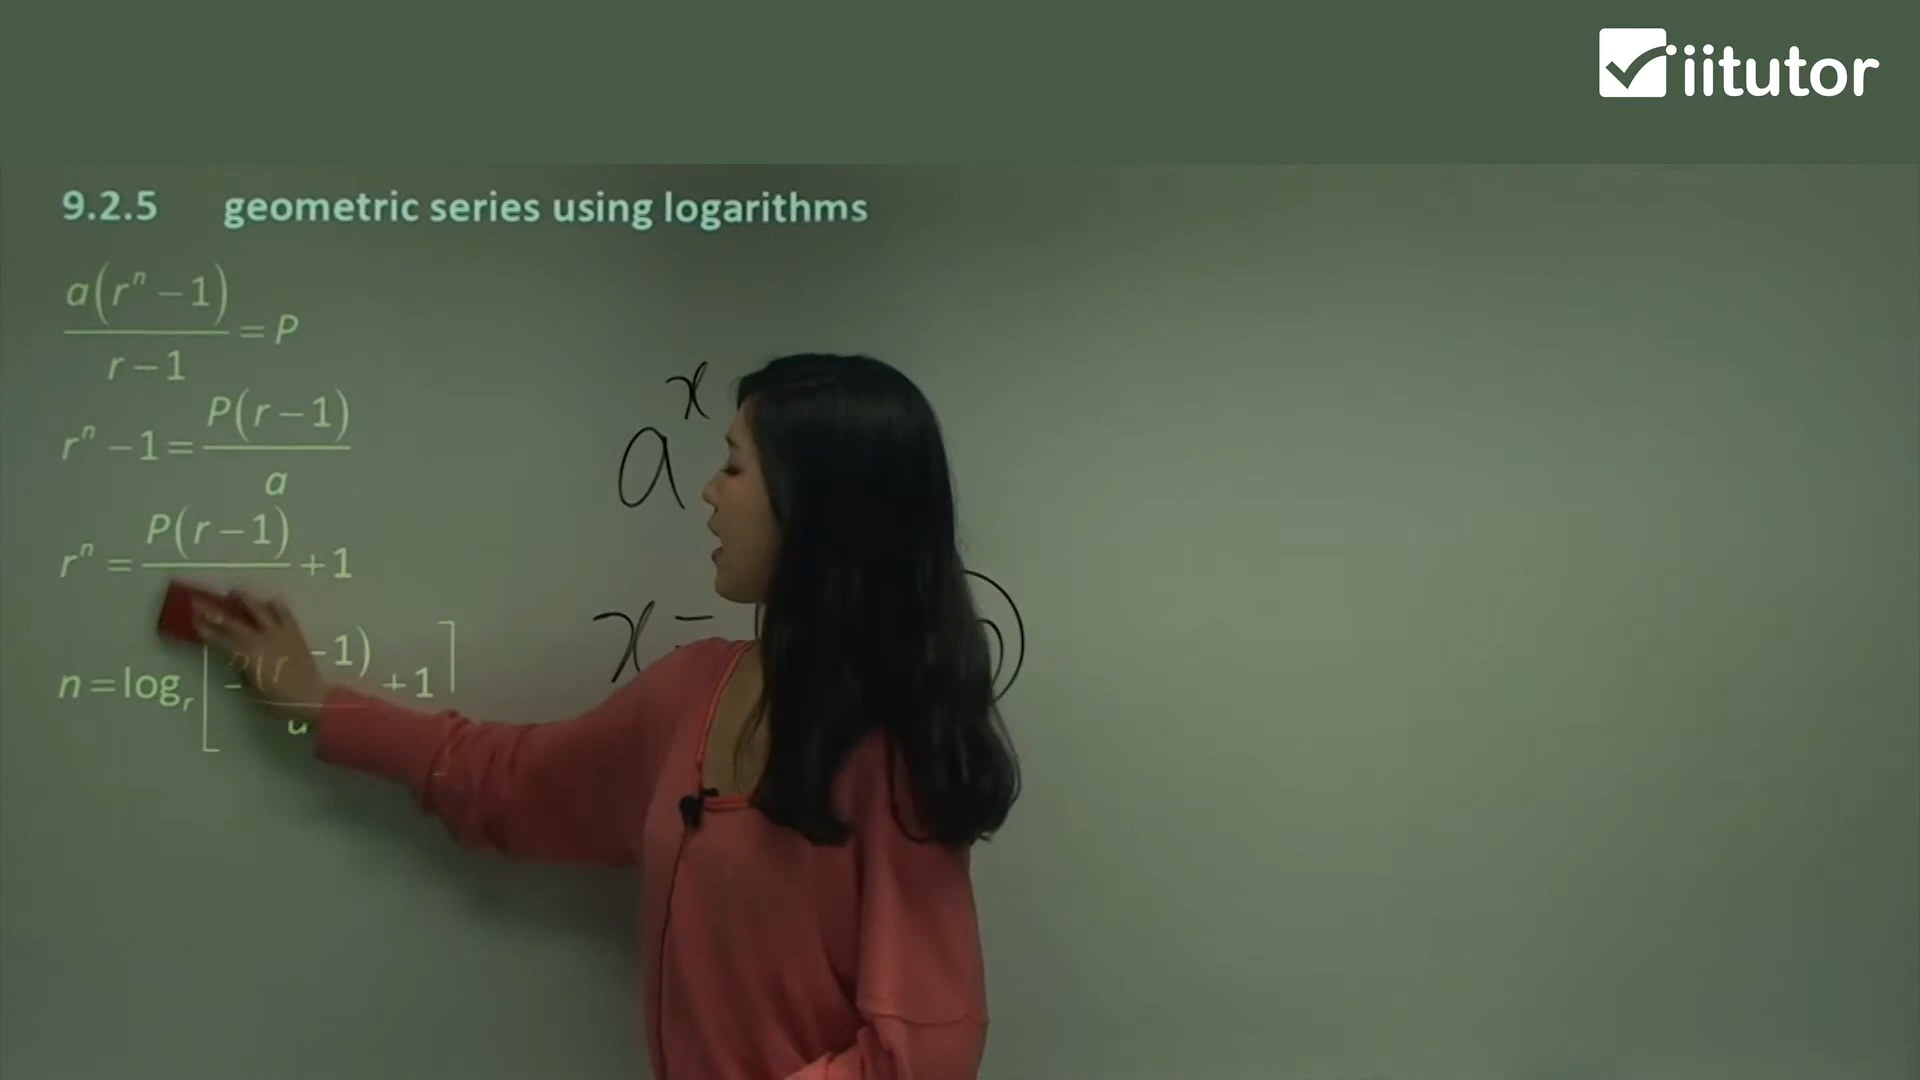 iitutor
9.2.5 geometric series using logarithms
a(rⁿ − 1)
r − 1
= P
rⁿ − 1 =
P(r − 1)
a
rⁿ =
P(r − 1)
+ 1
n = logᵣ [
(r − 1)
+ 1 ]
aˣ
x =